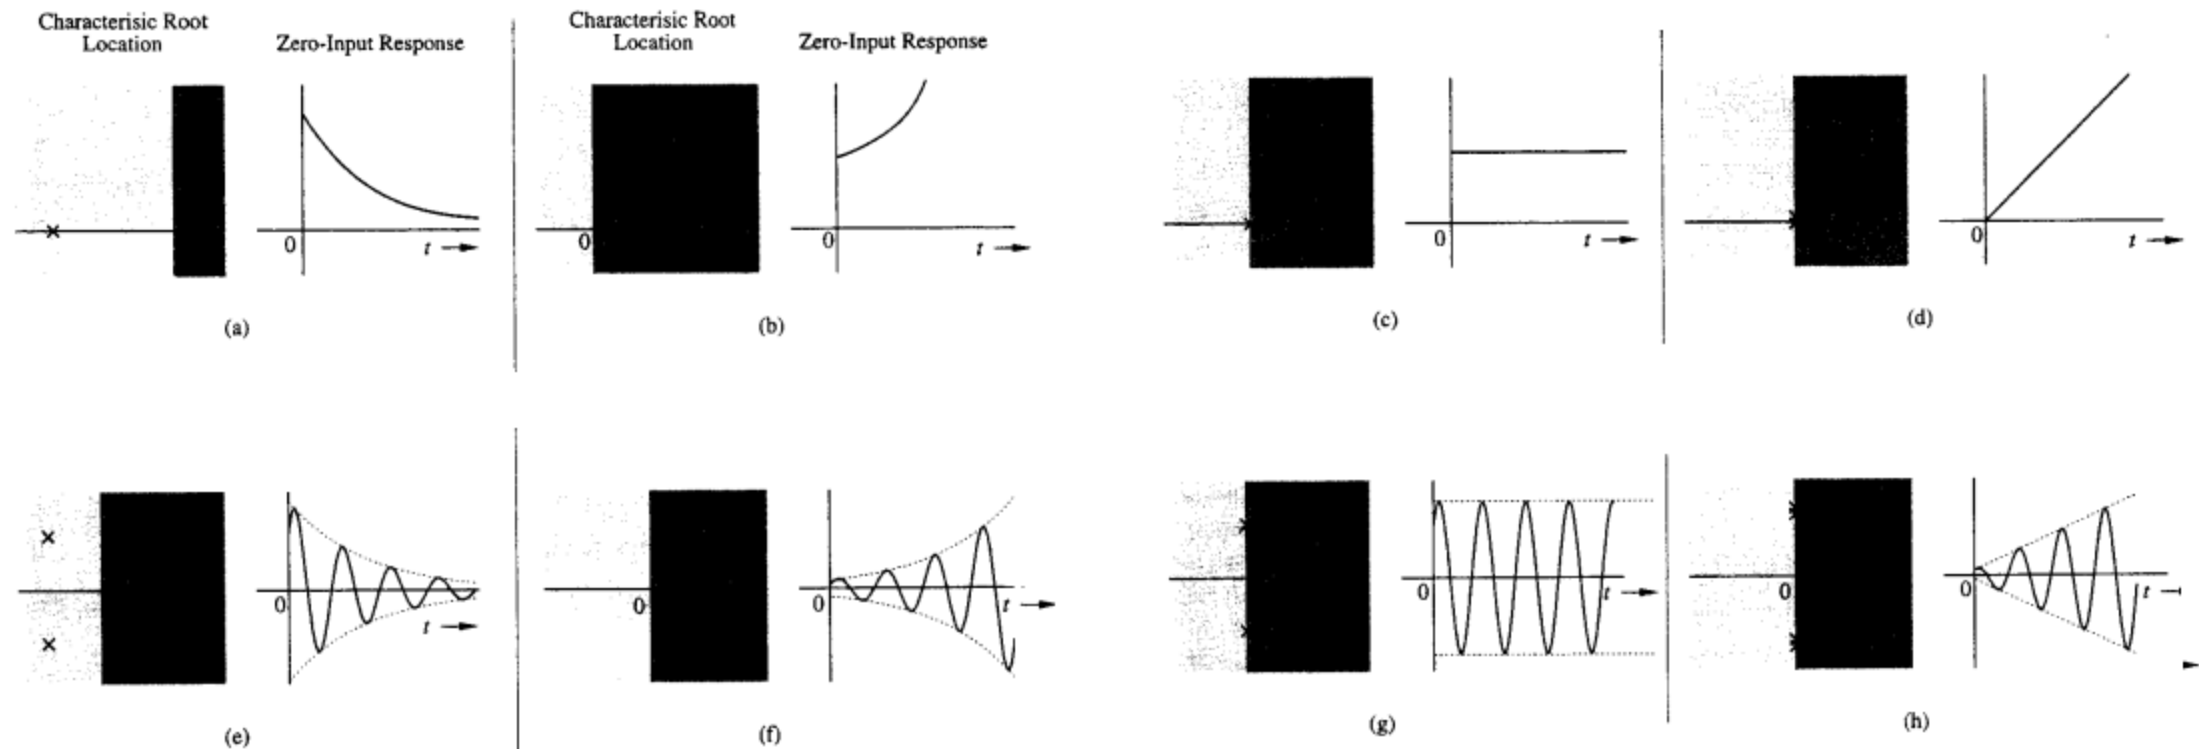 Characterisic Root
Location
Zero-Input Response
0
t
(a)
Characterisic Root
Location
Zero-Input Response
0
0
t
(b)
0
t
(c)
0
t
(d)
0
t
(e)
0
0
t
(f)
0
t
(g)
0
0
t
(h)